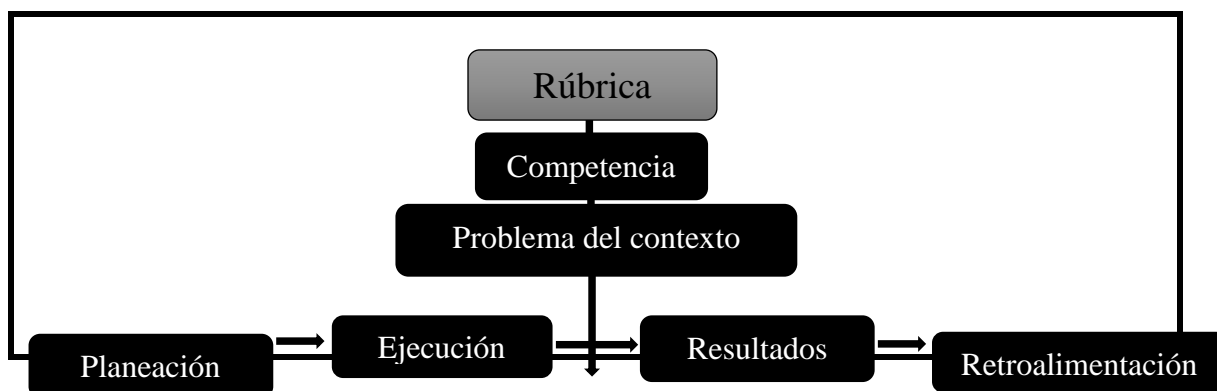 Rúbrica
Competencia
Problema del contexto
Planeación
Ejecución
Resultados
Retroalimentación